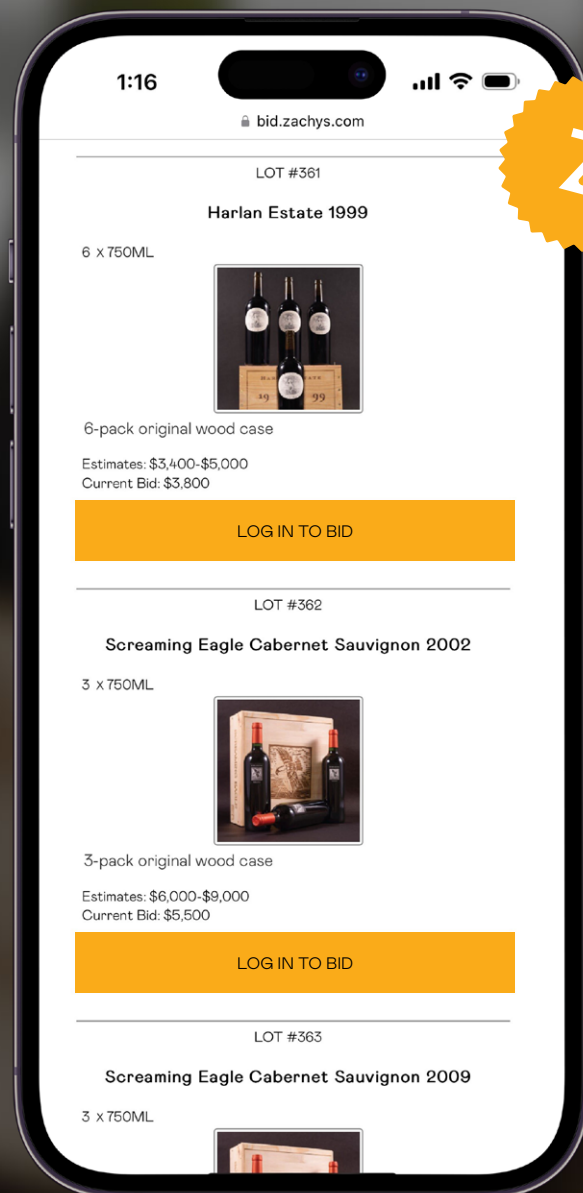 1:16
bid.zachys.com
LOT #361
Harlan Estate 1999
6 x 750ML
19 99
6-pack original wood case
Estimates: $3,400-$5,000
Current Bid: $3,800
LOG IN TO BID
LOT #362
Screaming Eagle Cabernet Sauvignon 2002
3 x 750ML
3-pack original wood case
Estimates: $6,000-$9,000
Current Bid: $5,500
LOG IN TO BID
LOT #363
Screaming Eagle Cabernet Sauvignon 2009
3 x 750ML